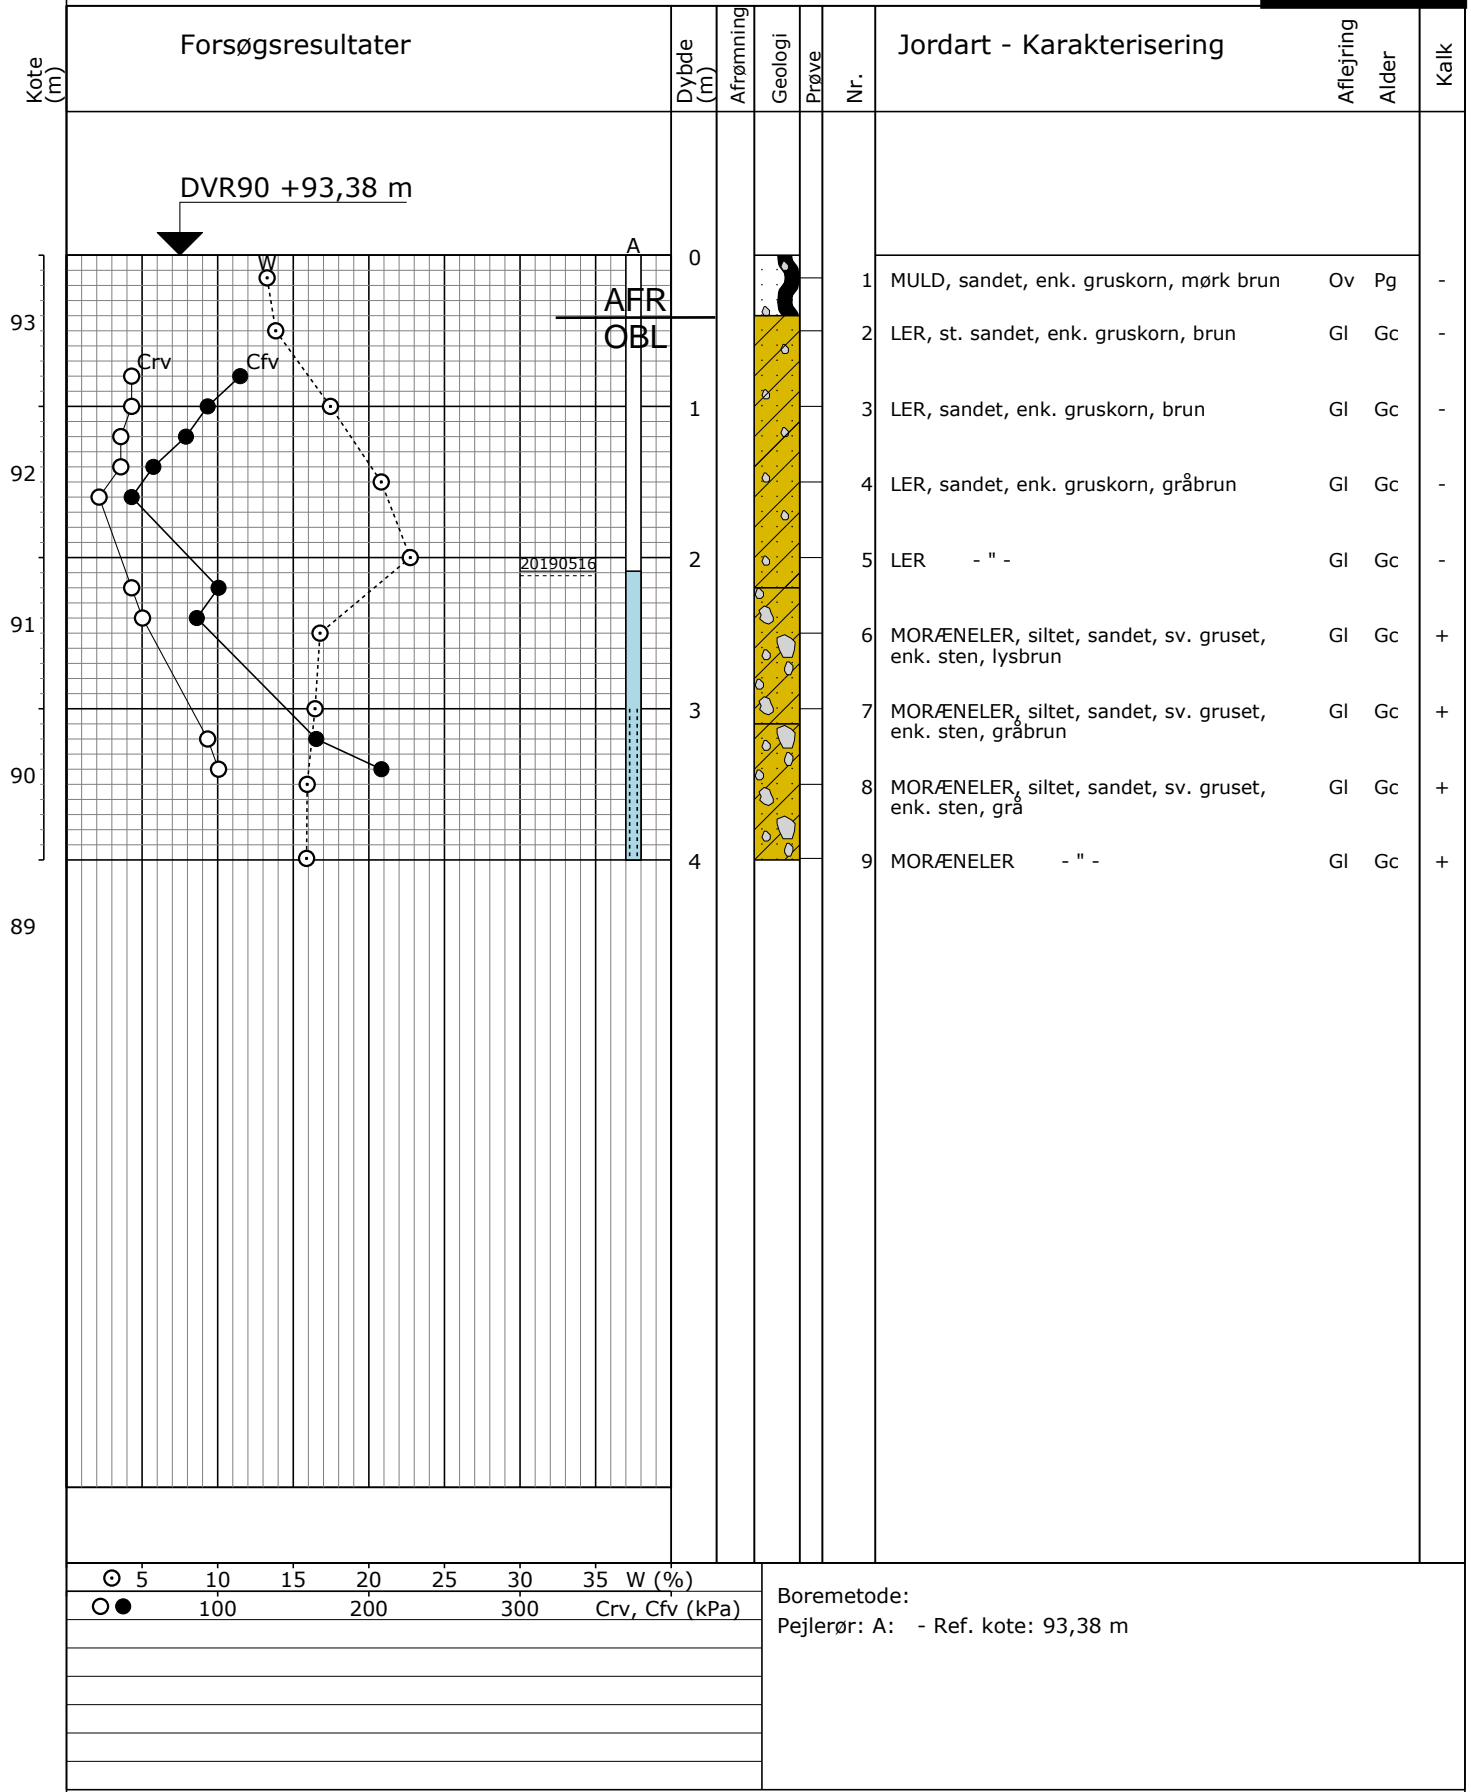 Kote (m)
Forsøgsresultater
Dybde (m)
Afrømning
Geologi
Prøve
Nr.
Jordart - Karakterisering
Aflejring
Alder
Kalk
DVR90 +93,38 m
A
W
0
1 MULD, sandet, enk. gruskorn, mørk brun Ov Pg -
AFR
93
OBL
2 LER, st. sandet, enk. gruskorn, brun Gl Gc -
Crv
Cfv
1
3 LER, sandet, enk. gruskorn, brun Gl Gc -
92
4 LER, sandet, enk. gruskorn, gråbrun Gl Gc -
20190516
2
5 LER - " - Gl Gc -
91
6 MORÆNELER, siltet, sandet, sv. gruset, Gl Gc +
enk. sten, lysbrun
3
7 MORÆNELER, siltet, sandet, sv. gruset, Gl Gc +
enk. sten, gråbrun
90
8 MORÆNELER, siltet, sandet, sv. gruset, Gl Gc +
enk. sten, grå
4
9 MORÆNELER - " - Gl Gc +
89
5 10 15 20 25 30 35 W (%)
100 200 300 Crv, Cfv (kPa)
Boremetode:
Pejlerør: A: - Ref. kote: 93,38 m